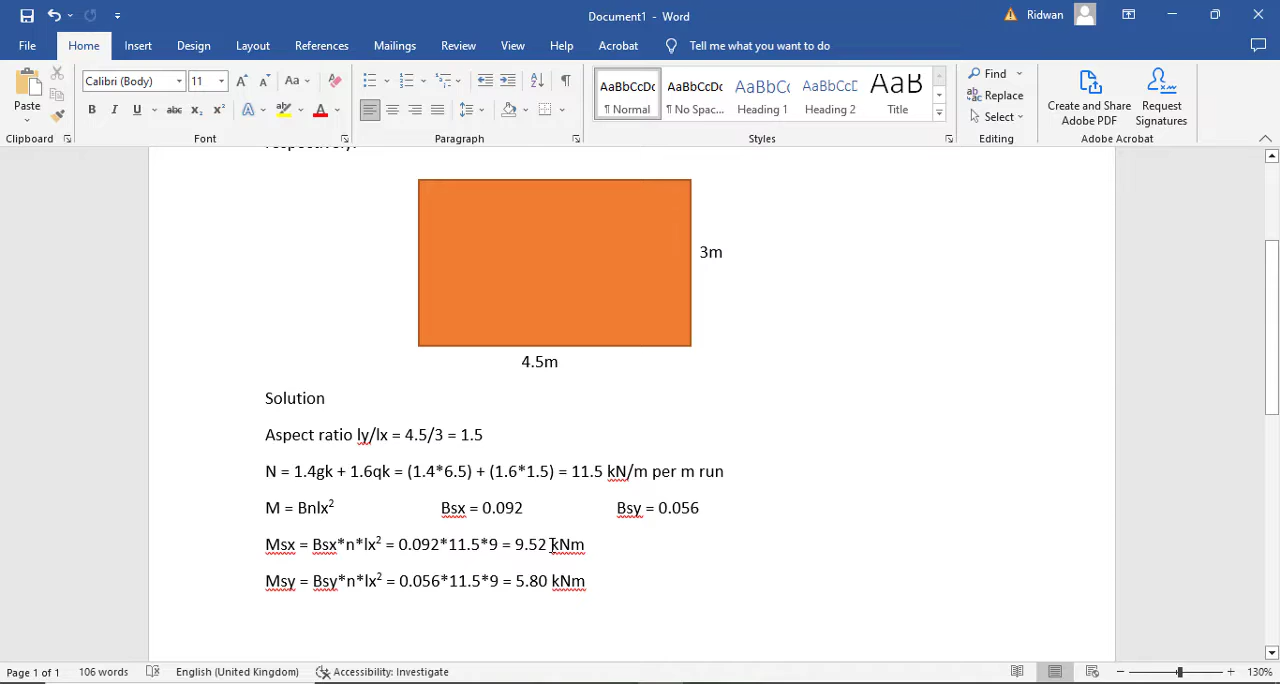 Document1 - Word
Ridwan
File Home Insert Design Layout References Mailings Review View Help Acrobat Tell me what you want to do
Paste
Calibri (Body) 11
Aa
B I U abc x₂ x² A A
Clipboard
Font
Paragraph
AaBbCcDc AaBbCcDc AaBbCc AaBbCcD AaB
¶ Normal ¶ No Spac... Heading 1 Heading 2 Title
Styles
Find
Replace
Select
Editing
Create and Share
Adobe PDF
Request
Signatures
Adobe Acrobat
respectively.
3m
4.5m
Solution
Aspect ratio ly/lx = 4.5/3 = 1.5
N = 1.4gk + 1.6qk = (1.4*6.5) + (1.6*1.5) = 11.5 kN/m per m run
M = Bnlx² Bsx = 0.092 Bsy = 0.056
Msx = Bsx*n*lx² = 0.092*11.5*9 = 9.52 kNm
Msy = Bsy*n*lx² = 0.056*11.5*9 = 5.80 kNm
Page 1 of 1 106 words English (United Kingdom) Accessibility: Investigate 130%